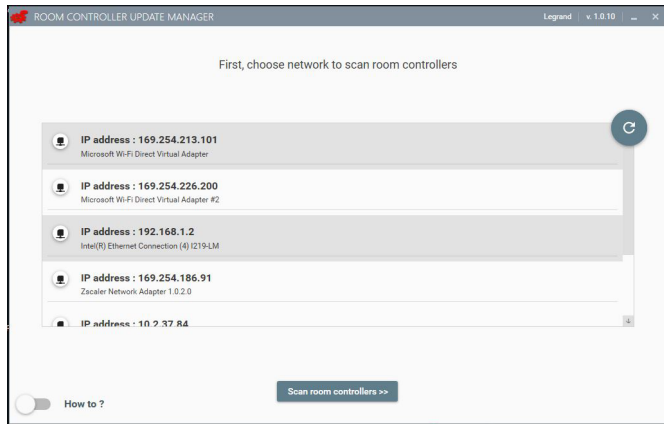 ROOM CONTROLLER UPDATE MANAGER
Legrand | v. 1.0.10
First, choose network to scan room controllers
IP address : 169.254.213.101
Microsoft Wi-Fi Direct Virtual Adapter
IP address : 169.254.226.200
Microsoft Wi-Fi Direct Virtual Adapter #2
IP address : 192.168.1.2
Intel(R) Ethernet Connection (4) I219-LM
IP address : 169.254.186.91
Zscaler Network Adapter 1.0.2.0
IP address : 10.2.37.84
Scan room controllers >>
How to ?